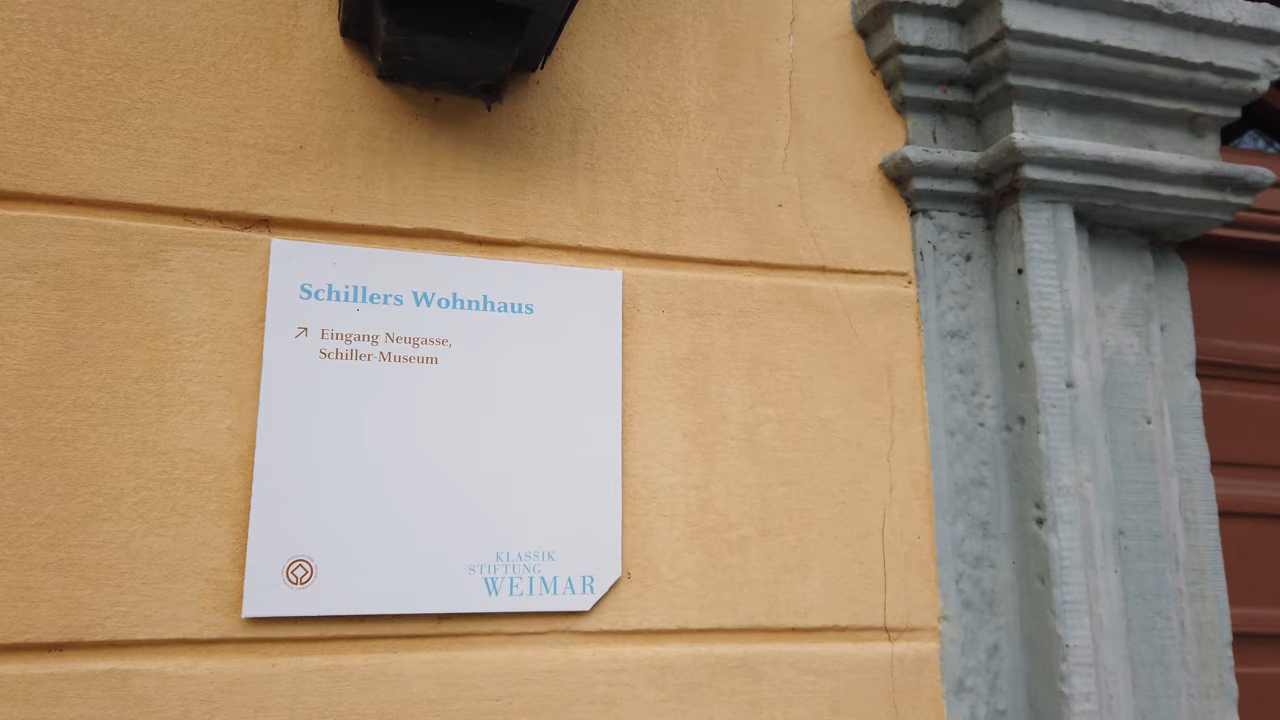 Schillers Wohnhaus
Eingang Neugasse,
Schiller-Museum
KLASSIK
STIFTUNG
WEIMAR